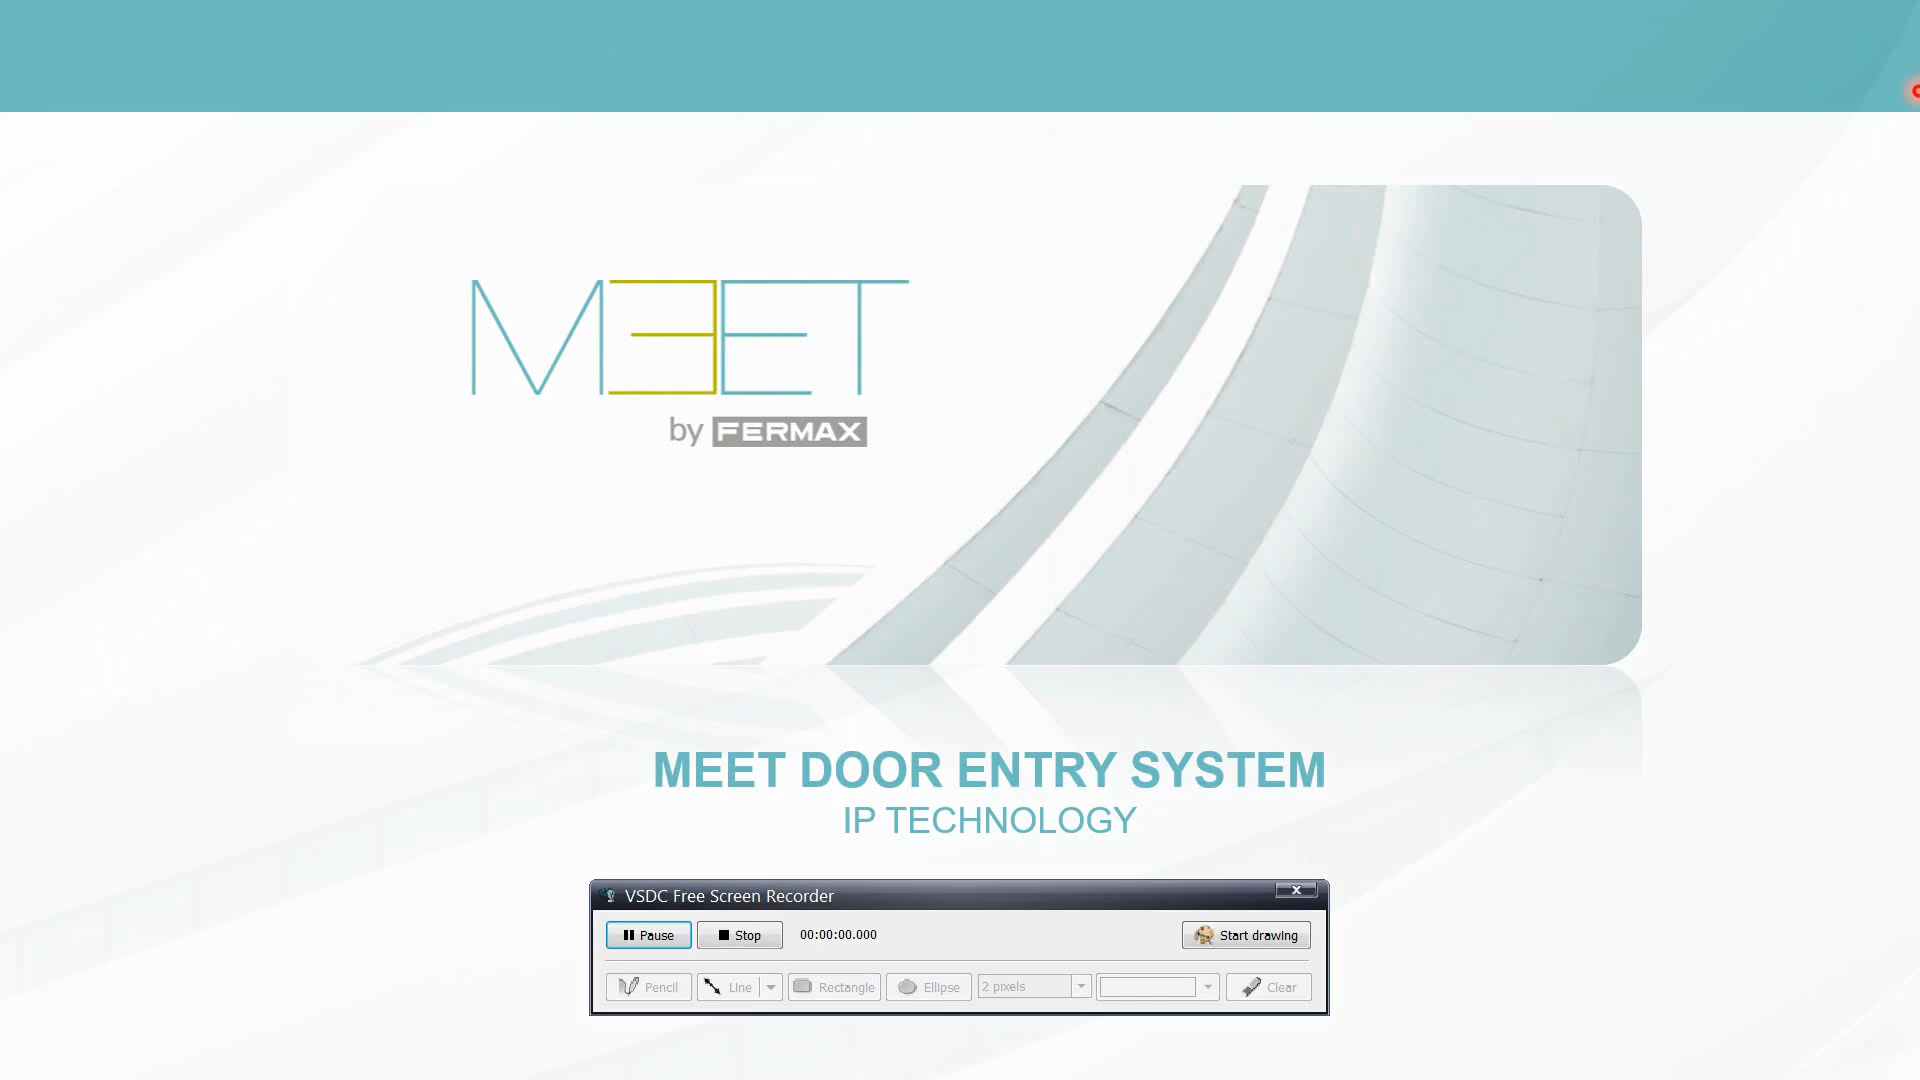 MEET
by FERMAX
MEET DOOR ENTRY SYSTEM
IP TECHNOLOGY
VSDC Free Screen Recorder
Pause
Stop
00:00:00.000
Start drawing
Pencil
Line
Rectangle
Ellipse
2 pixels
Clear